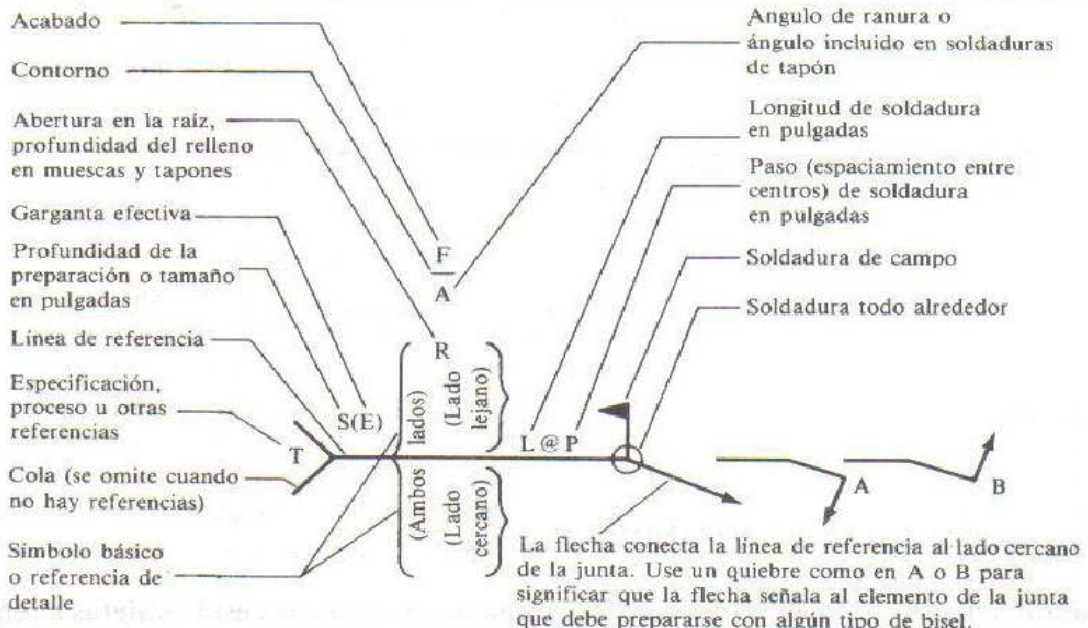 Acabado
Contorno
Abertura en la raíz,
profundidad del relleno
en muescas y tapones
Garganta efectiva
Profundidad de la
preparación o tamaño
en pulgadas
Línea de referencia
Especificación,
proceso u otras
referencias
Cola (se omite cuando
no hay referencias)
Símbolo básico
o referencia de
detalle
F
A
R
S(E)
T
lados)
(Lado
lejano)
(Ambos
(Lado
cercano)
L @ P
Angulo de ranura o
ángulo incluido en soldaduras
de tapón
Longitud de soldadura
en pulgadas
Paso (espaciamiento entre
centros) de soldadura
en pulgadas
Soldadura de campo
Soldadura todo alrededor
A
B
La flecha conecta la línea de referencia al lado cercano
de la junta. Use un quiebre como en A o B para
significar que la flecha señala al elemento de la junta
que debe prepararse con algún tipo de bisel.